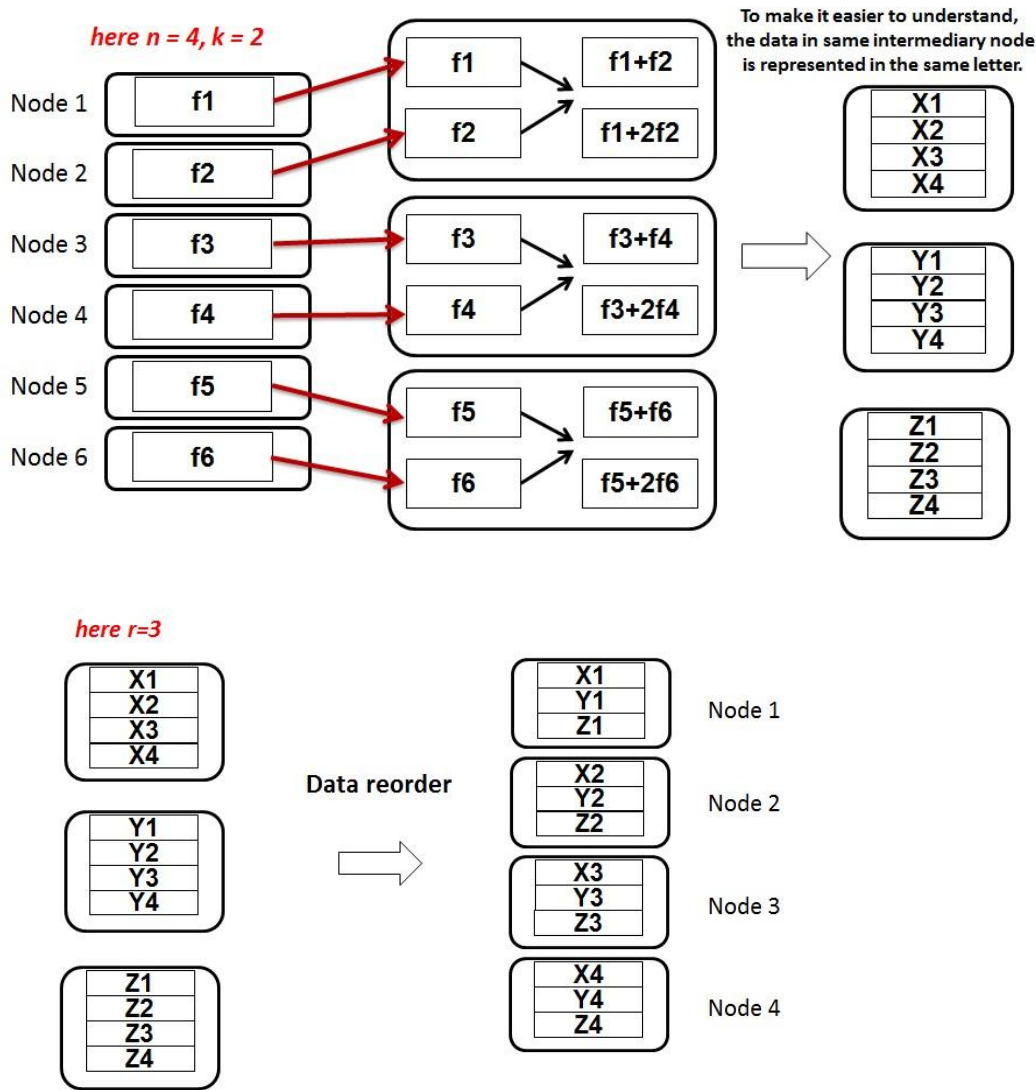 here n = 4, k = 2
Node 1
f1
Node 2
f2
Node 3
f3
Node 4
f4
Node 5
f5
Node 6
f6
f1
f1+f2
f2
f1+2f2
f3
f3+f4
f4
f3+2f4
f5
f5+f6
f6
f5+2f6
To make it easier to understand,
the data in same intermediary node
is represented in the same letter.
X1
X2
X3
X4
Y1
Y2
Y3
Y4
Z1
Z2
Z3
Z4
here r=3
X1
X2
X3
X4
Y1
Y2
Y3
Y4
Z1
Z2
Z3
Z4
Data reorder
X1
Y1
Z1
Node 1
X2
Y2
Z2
Node 2
X3
Y3
Z3
Node 3
X4
Y4
Z4
Node 4